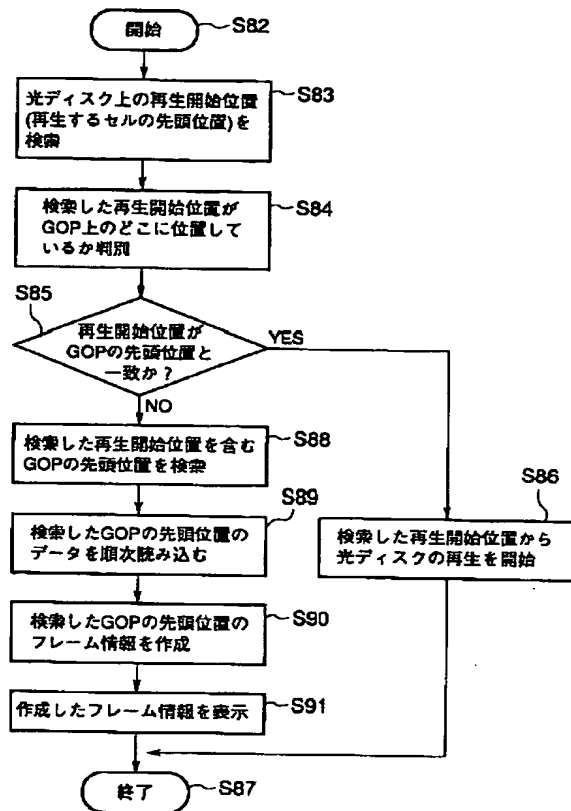 開始
S82
光ディスク上の再生開始位置
(再生するセルの先頭位置)を
検索
S83
検索した再生開始位置が
GOP上のどこに位置して
いるか判別
S84
S85
再生開始位置が
GOPの先頭位置と
一致か？
YES
NO
検索した再生開始位置を含む
GOPの先頭位置を検索
S88
検索したGOPの先頭位置の
データを順次読み込む
S89
S86
検索した再生開始位置から
光ディスクの再生を開始
検索したGOPの先頭位置の
フレーム情報を作成
S90
作成したフレーム情報を表示
S91
終了
S87